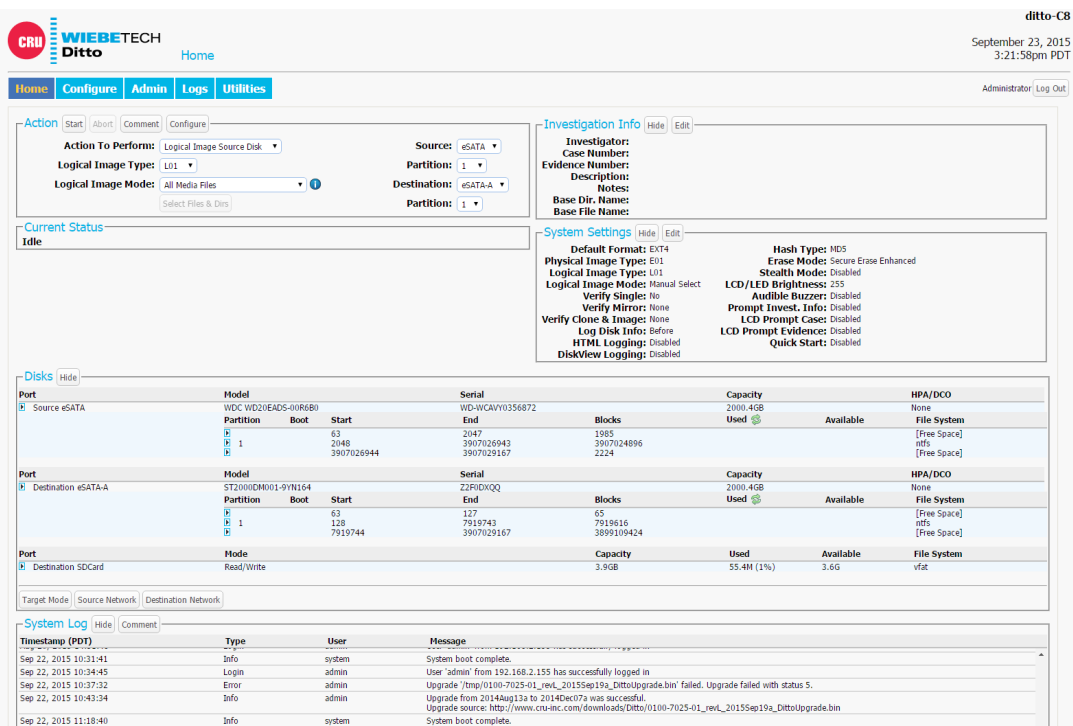 ditto-C8
CRU WIEBETECH
Ditto
Home
September 23, 2015
3:21:58pm PDT
Home Configure Admin Logs Utilities
Administrator Log Out
Action Start Abort Comment Configure
Action To Perform: Logical Image Source Disk Source: eSATA
Logical Image Type: L01 Partition: 1
Logical Image Mode: All Media Files Destination: eSATA-A
Select Files & Dirs Partition: 1
Current Status
Idle
Investigation Info Hide Edit
Investigator:
Case Number:
Evidence Number:
Description:
Notes:
Base Dir. Name:
Base File Name:
System Settings Hide Edit
Default Format: EXT4 Hash Type: MD5
Physical Image Type: E01 Erase Mode: Secure Erase Enhanced
Logical Image Type: L01 Stealth Mode: Disabled
Logical Image Mode: Manual Select LCD/LED Brightness: 255
Verify Single: No Audible Buzzer: Disabled
Verify Mirror: None Prompt Invest. Info: Disabled
Verify Clone & Image: None LCD Prompt Case: Disabled
Log Disk Info: Before LCD Prompt Evidence: Disabled
HTML Logging: Disabled Quick Start: Disabled
DiskView Logging: Disabled
Disks Hide
Port Model Serial Capacity HPA/DCO
Source eSATA WDC WD20EADS-00R6B0 WD-WCAVY0356872 2000.4GB None
Partition Boot Start End Blocks Used Available File System
63 2047 1985 [Free Space]
1 2048 3907026943 3907024896 ntfs
3907026944 3907029167 2224 [Free Space]
Port Model Serial Capacity HPA/DCO
Destination eSATA-A ST2000DM001-9YN164 Z2F0DXQQ 2000.4GB None
Partition Boot Start End Blocks Used Available File System
63 127 65 [Free Space]
1 128 7919743 7919616 ntfs
7919744 3907029167 3899109424 [Free Space]
Port Mode Capacity Used Available File System
Destination SDCard Read/Write 3.9GB 55.4M (1%) 3.6G vfat
Target Mode Source Network Destination Network
System Log Hide Comment
Timestamp (PDT) Type User Message
Sep 22, 2015 10:31:41 Info system System boot complete.
Sep 22, 2015 10:34:45 Login admin User 'admin' from 192.168.2.155 has successfully logged in
Sep 22, 2015 10:37:32 Error admin Upgrade '/tmp/0100-7025-01_revL_2015Sep19a_DittoUpgrade.bin' failed. Upgrade failed with status 5.
Sep 22, 2015 10:43:34 Info admin Upgrade from 2014Aug13a to 2014Dec07a was successful.
Upgrade source: http://www.cru-inc.com/downloads/Ditto/0100-7025-01_revL_2015Sep19a_DittoUpgrade.bin
Sep 22, 2015 11:18:40 Info system System boot complete.